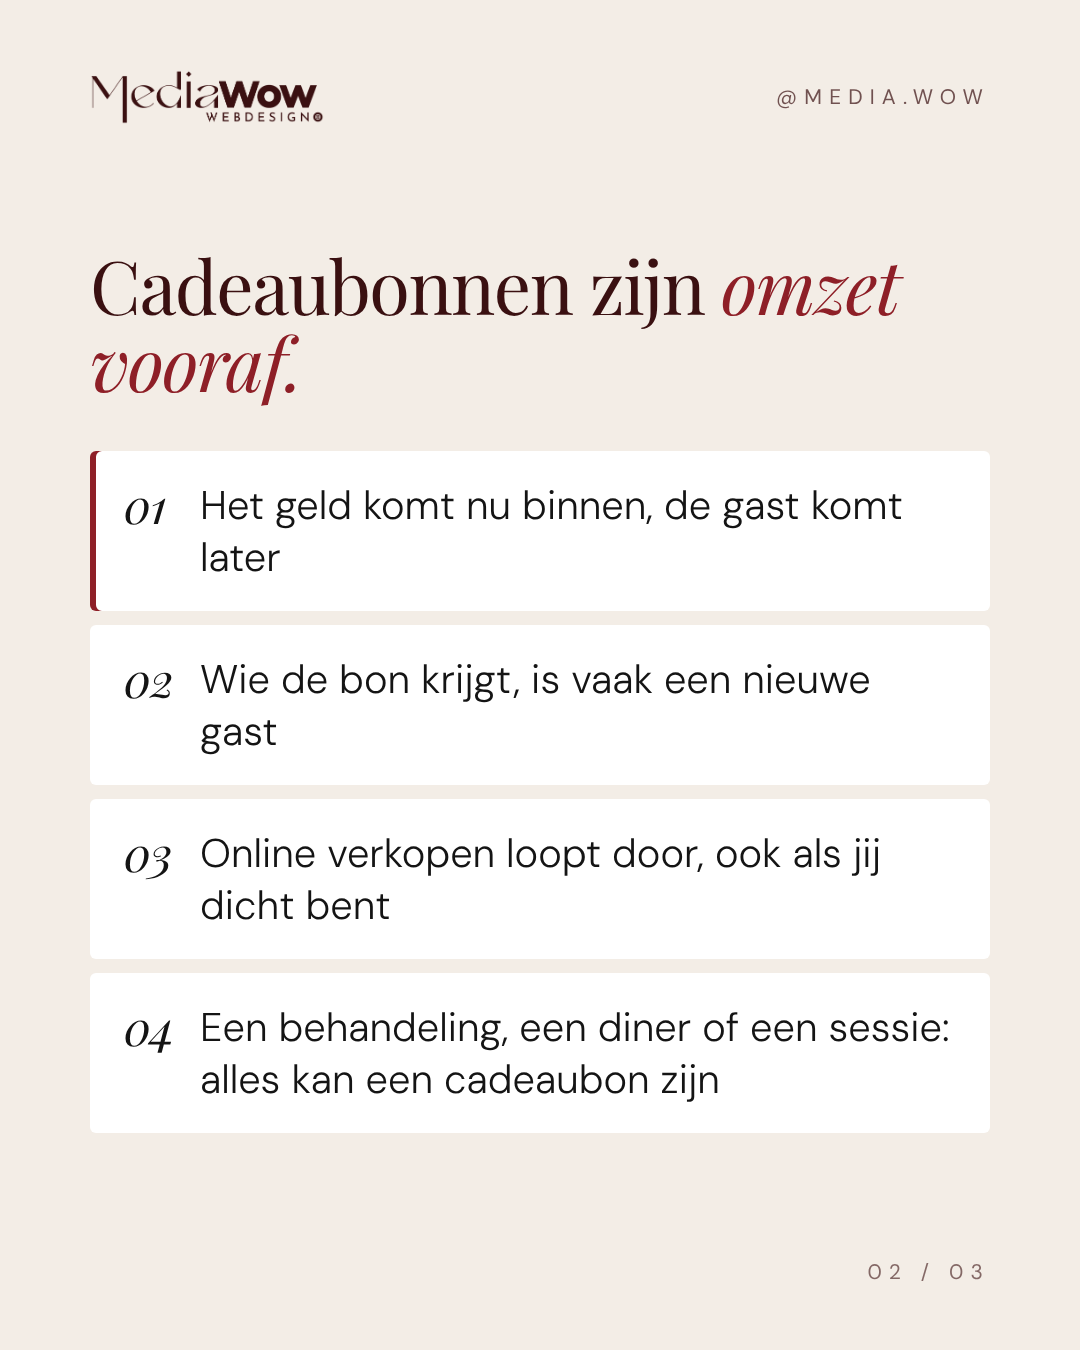 MediaWow
WEBDESIGN
@MEDIA.WOW
Cadeaubonnen zijn omzet
vooraf.
01 Het geld komt nu binnen, de gast komt
later
02 Wie de bon krijgt, is vaak een nieuwe
gast
03 Online verkopen loopt door, ook als jij
dicht bent
04 Een behandeling, een diner of een sessie:
alles kan een cadeaubon zijn
02 / 03